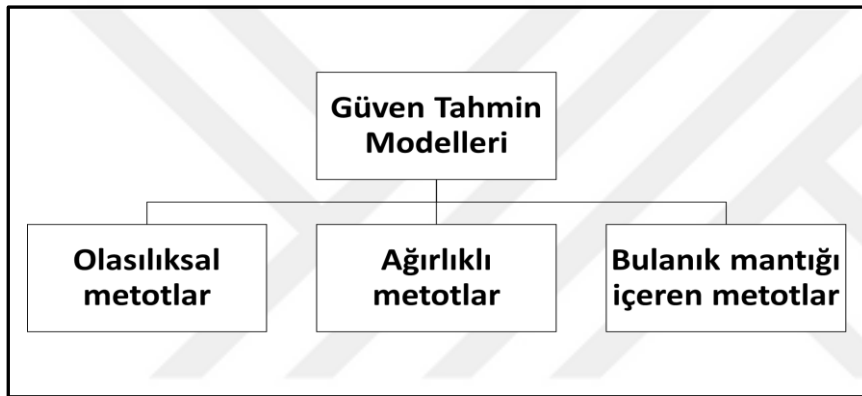 Güven Tahmin
Modelleri
Olasılıksal
metotlar
Ağırlıklı
metotlar
Bulanık mantığı
içeren metotlar